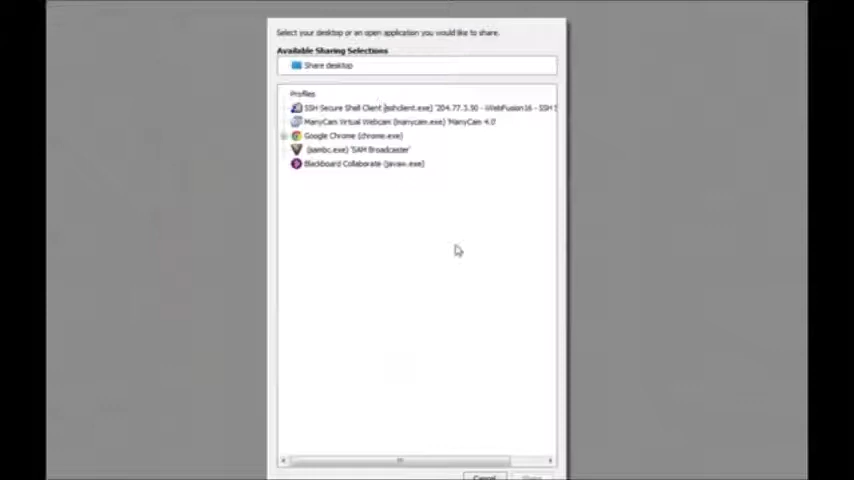 Select your desktop or an open application you would like to share.
Available Sharing Selections
Share desktop
Profiles
SSH Secure Shell Client (sshclient.exe) '204.77.3.50 - iWebFusion16 - SSH S
ManyCam Virtual Webcam (manycam.exe) 'ManyCam 4.0'
Google Chrome (chrome.exe)
(sambc.exe) 'SAM Broadcaster'
Blackboard Collaborate (javaw.exe)
Cancel
Share